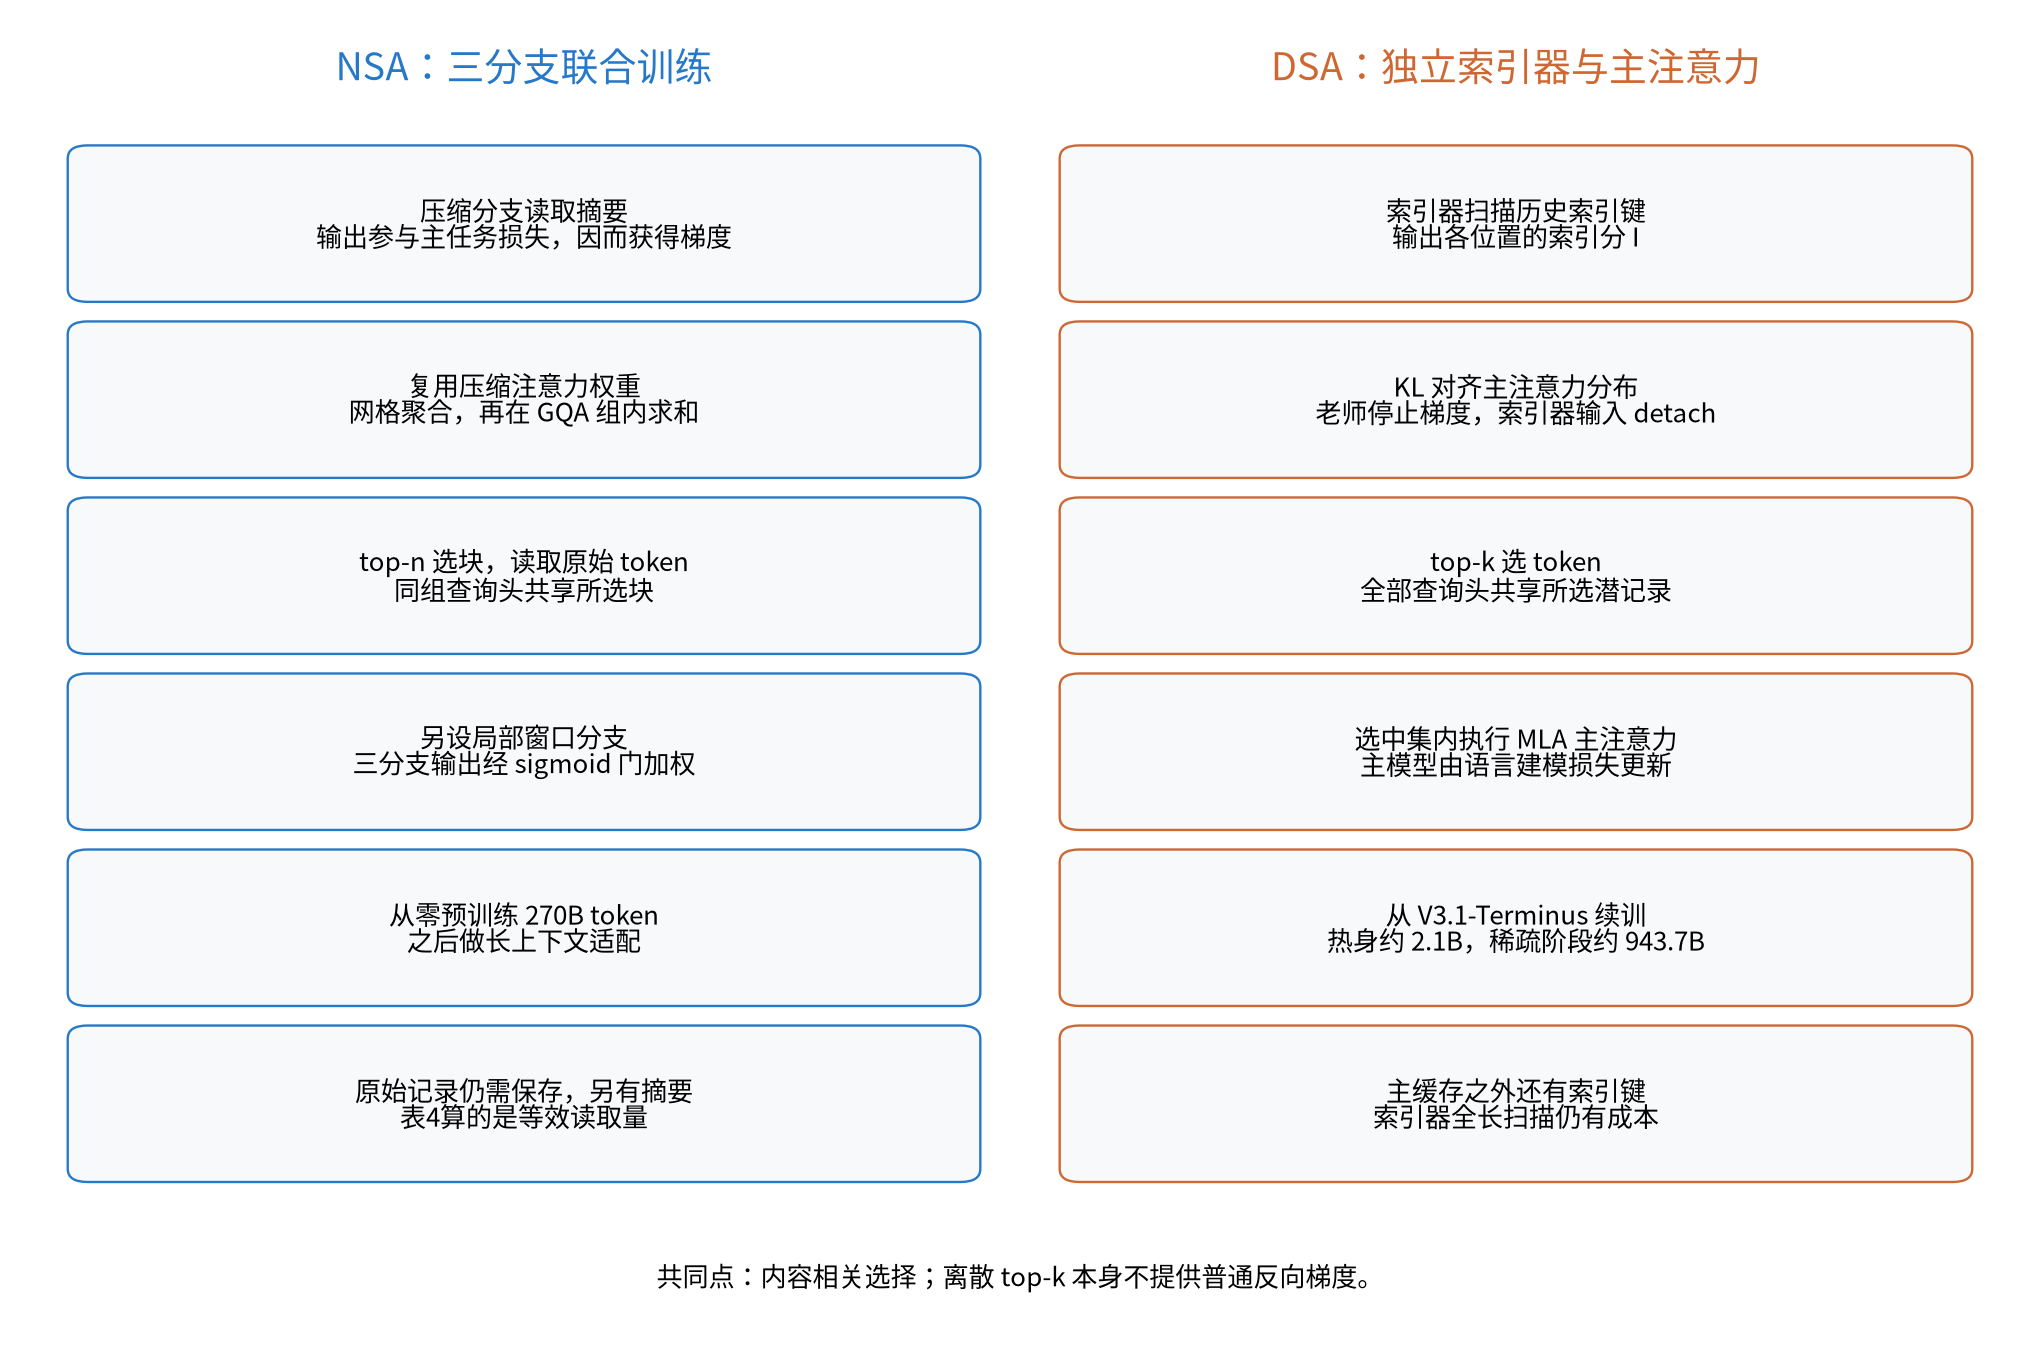 NSA：三分支联合训练
压缩分支读取摘要
输出参与主任务损失，因而获得梯度
复用压缩注意力权重
网格聚合，再在 GQA 组内求和
top-n 选块，读取原始 token
同组查询头共享所选块
另设局部窗口分支
三分支输出经 sigmoid 门加权
从零预训练 270B token
之后做长上下文适配
原始记录仍需保存，另有摘要
表4算的是等效读取量
DSA：独立索引器与主注意力
索引器扫描历史索引键
输出各位置的索引分 I
KL 对齐主注意力分布
老师停止梯度，索引器输入 detach
top-k 选 token
全部查询头共享所选潜记录
选中集内执行 MLA 主注意力
主模型由语言建模损失更新
从 V3.1-Terminus 续训
热身约 2.1B，稀疏阶段约 943.7B
主缓存之外还有索引键
索引器全长扫描仍有成本
共同点：内容相关选择；离散 top-k 本身不提供普通反向梯度。